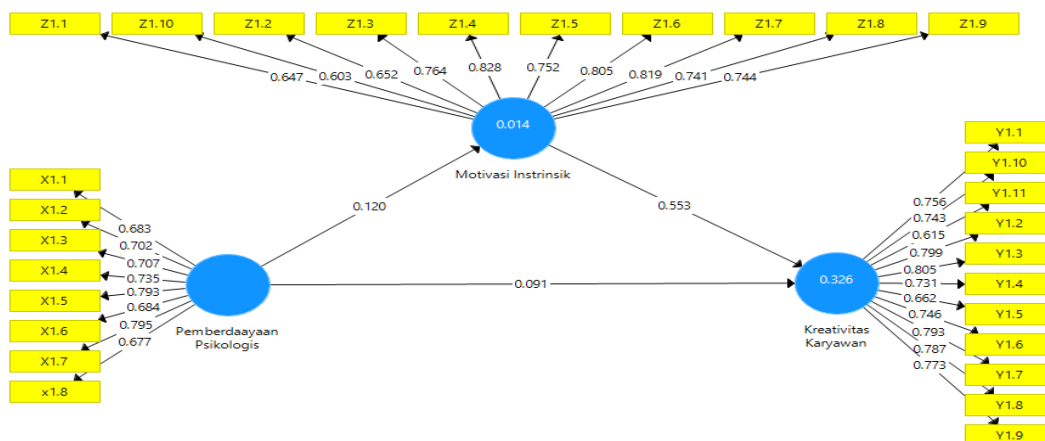 Z1.1 Z1.10 Z1.2 Z1.3 Z1.4 Z1.5 Z1.6 Z1.7 Z1.8 Z1.9
0.647 0.603 0.652 0.764 0.828 0.752 0.805 0.819 0.741 0.744
0.014
Motivasi Instrinsik
X1.1
X1.2
X1.3
X1.4
X1.5
X1.6
X1.7
x1.8
0.683
0.702
0.707
0.735
0.793
0.684
0.795
0.677
Pemberdaayaan
Psikologis
0.120
0.553
0.091
0.326
Kreativitas
Karyawan
0.756
0.743
0.615
0.799
0.805
0.731
0.662
0.746
0.793
0.787
0.773
Y1.1
Y1.10
Y1.11
Y1.2
Y1.3
Y1.4
Y1.5
Y1.6
Y1.7
Y1.8
Y1.9